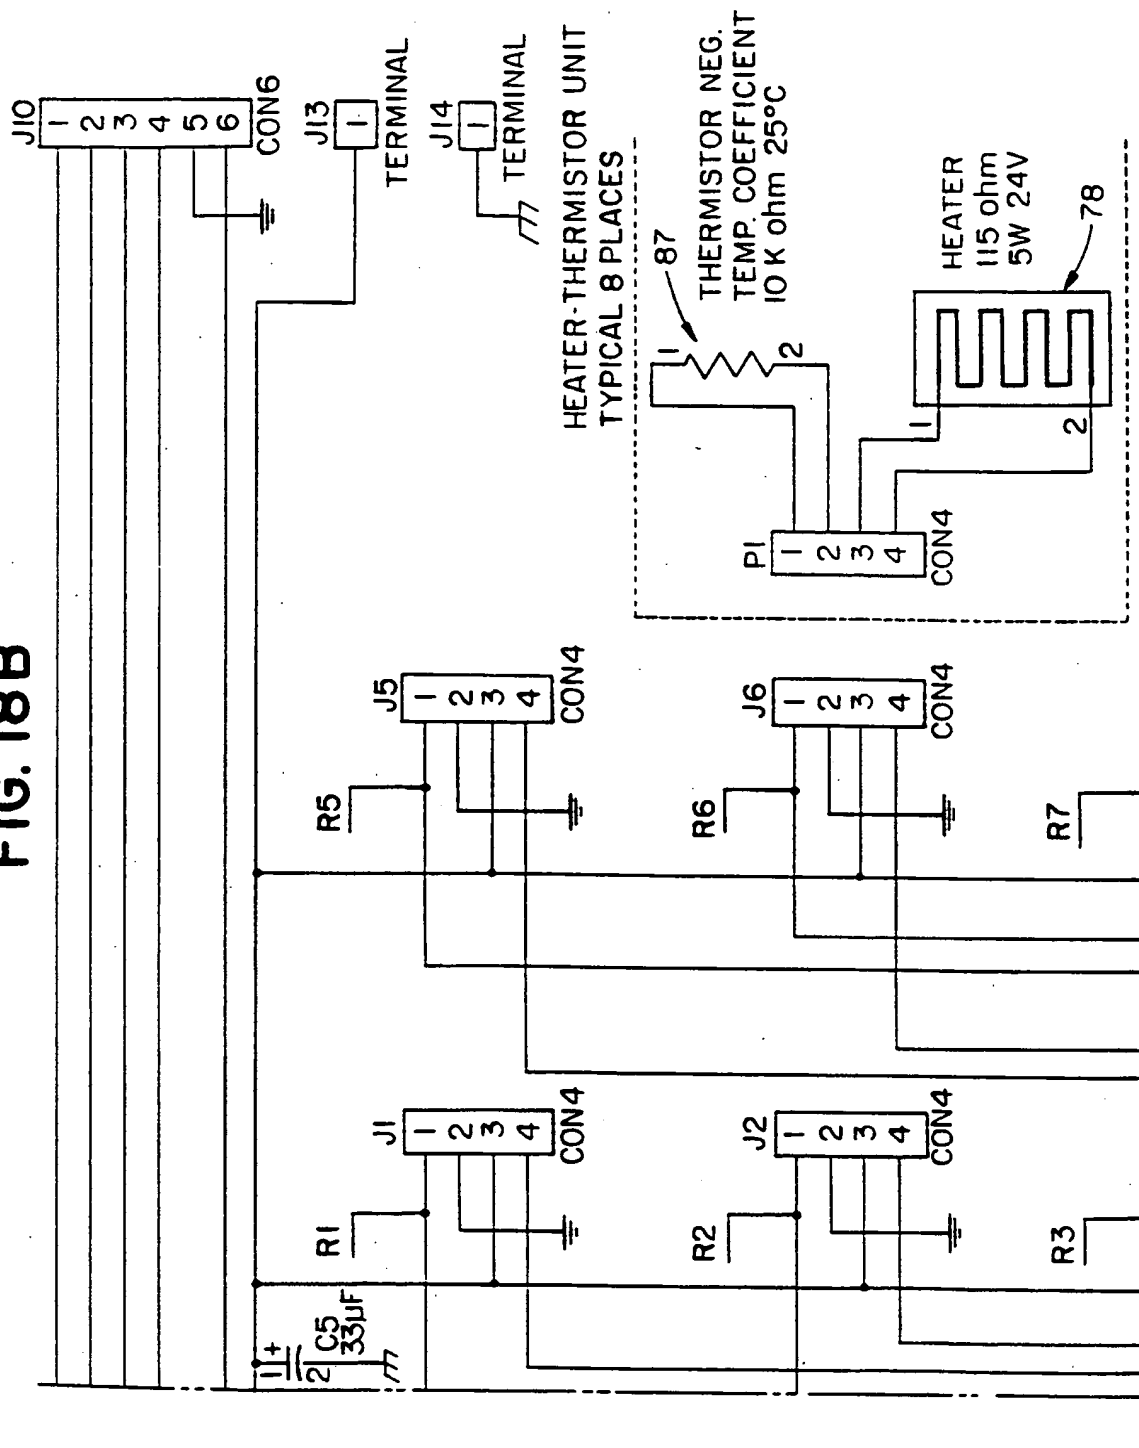 FIG. 18B
J10
1
2
3
4
5
6
CON6
J13
1
TERMINAL
J14
1
TERMINAL
HEATER-THERMISTOR UNIT
TYPICAL 8 PLACES
87
1
2
THERMISTOR NEG.
TEMP. COEFFICIENT
10 K ohm 25°C
P1
1
2
3
4
CON4
1
2
HEATER
115 ohm
5W 24V
78
R5
J5
1
2
3
4
CON4
R6
J6
1
2
3
4
CON4
R7
1
+
2
C5
33µF
R1
J1
1
2
3
4
CON4
R2
J2
1
2
3
4
CON4
R3